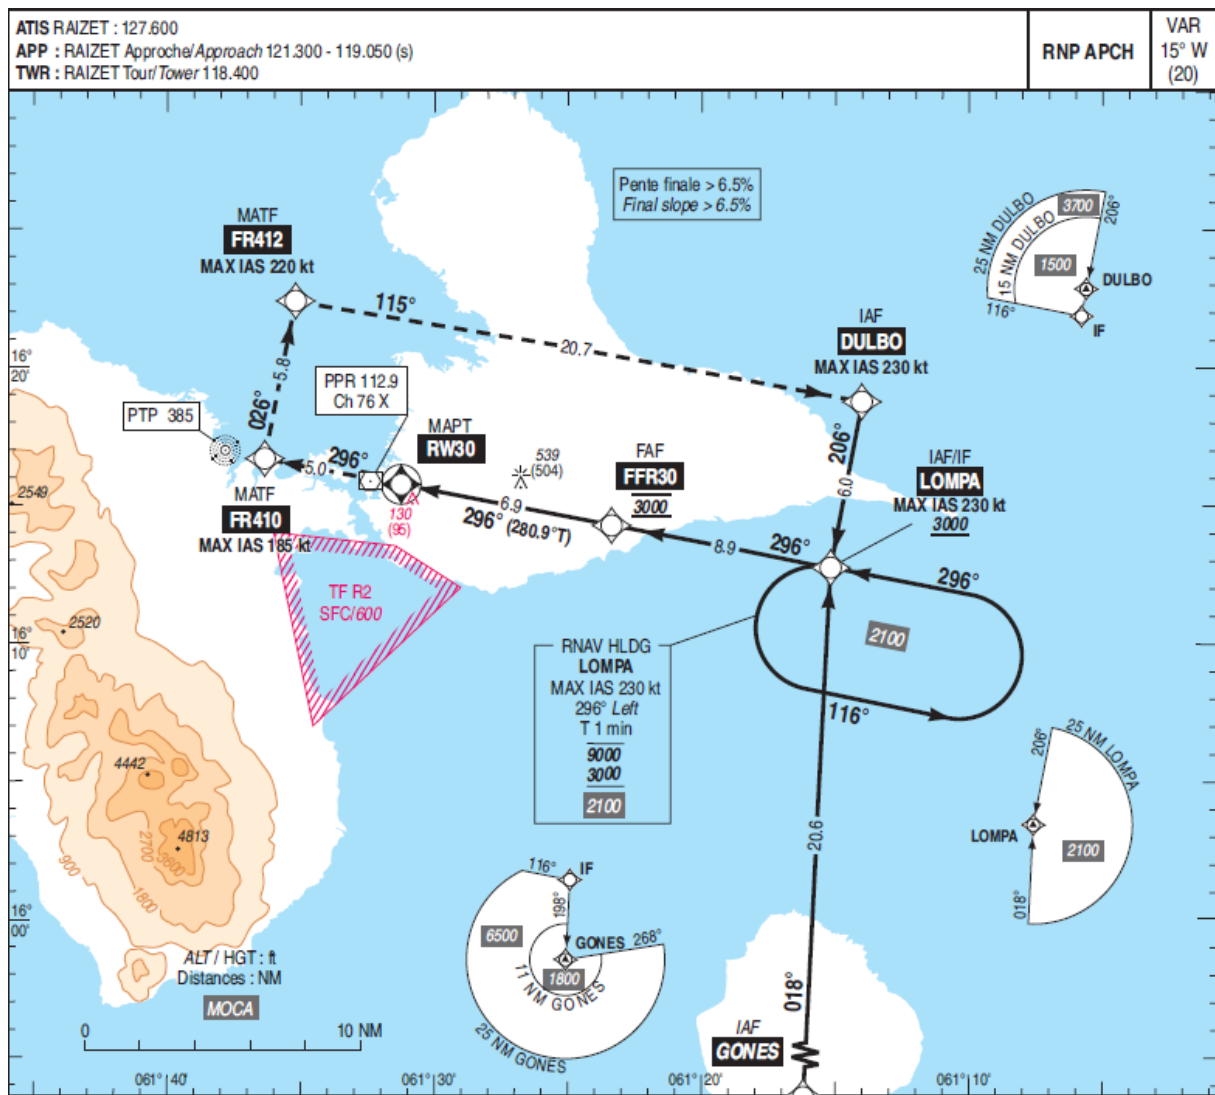 ATIS RAIZET : 127.600
APP : RAIZET Approche/Approach 121.300 - 119.050 (s)
TWR : RAIZET Tour/Tower 118.400
RNP APCH
VAR
15° W
(20)
Pente finale > 6.5%
Final slope > 6.5%
MATF
FR412
MAX IAS 220 kt
115°
20.7
5.8
026°
IAF
DULBO
MAX IAS 230 kt
25 NM DULBO
15 NM DULBO
3700
1500
206°
116°
DULBO
IF
16°
20'
PPR 112.9
Ch 76 X
PTP 385
MAPT
RW30
296°
5.0
MATF
FR410
MAX IAS 185 kt
539
(504)
130
(95)
FAF
FFR30
3000
6.9
296° (280.9°T)
206°
6.0
IAF/IF
LOMPA
MAX IAS 230 kt
3000
8.9
296°
296°
2100
116°
TF R2
SFC/600
2549
2520
16°
10'
RNAV HLDG
LOMPA
MAX IAS 230 kt
296° Left
T 1 min
9000
3000
2100
4442
4813
2700
3600
900
1800
25 NM LOMPA
206°
LOMPA
2100
018°
20.6
018°
16°
00'
116°
IF
198°
6500
GONES
268°
1800
11 NM GONES
25 NM GONES
ALT / HGT : ft
Distances : NM
MOCA
0
10 NM
IAF
GONES
061° 40'
061° 30'
061° 20'
061° 10'